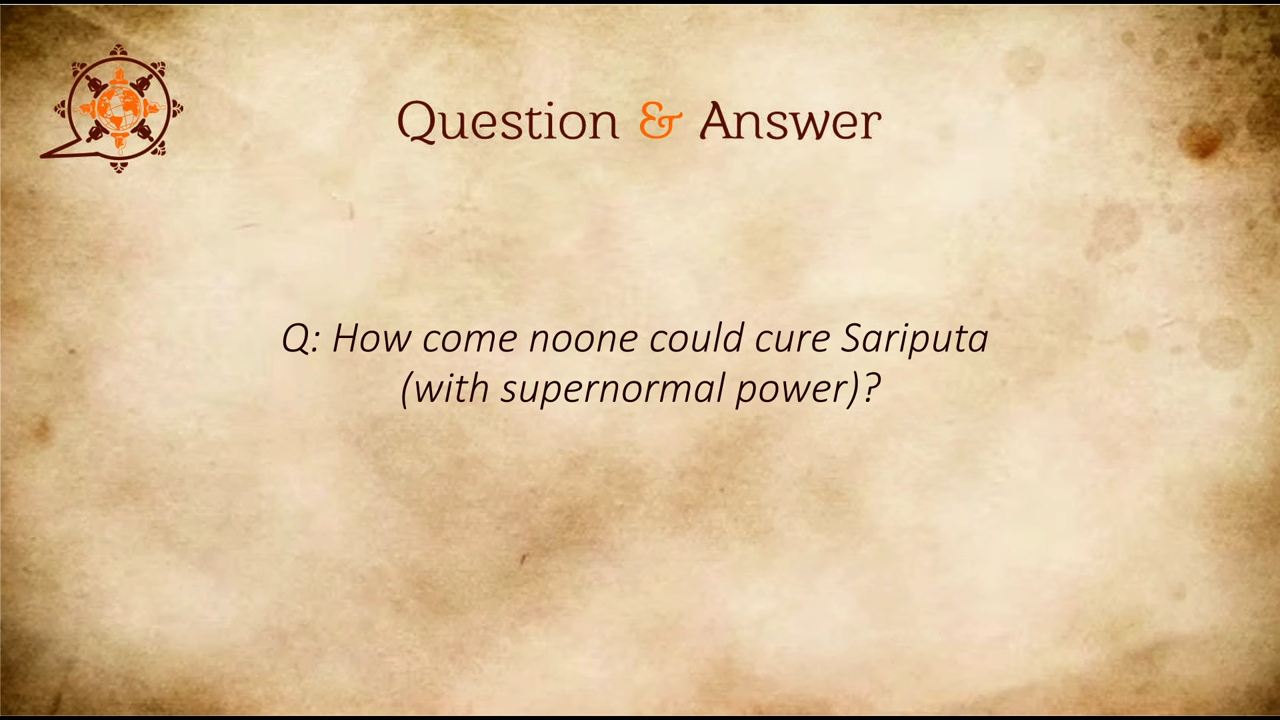 Question & Answer
Q: How come noone could cure Sariputa
(with supernormal power)?